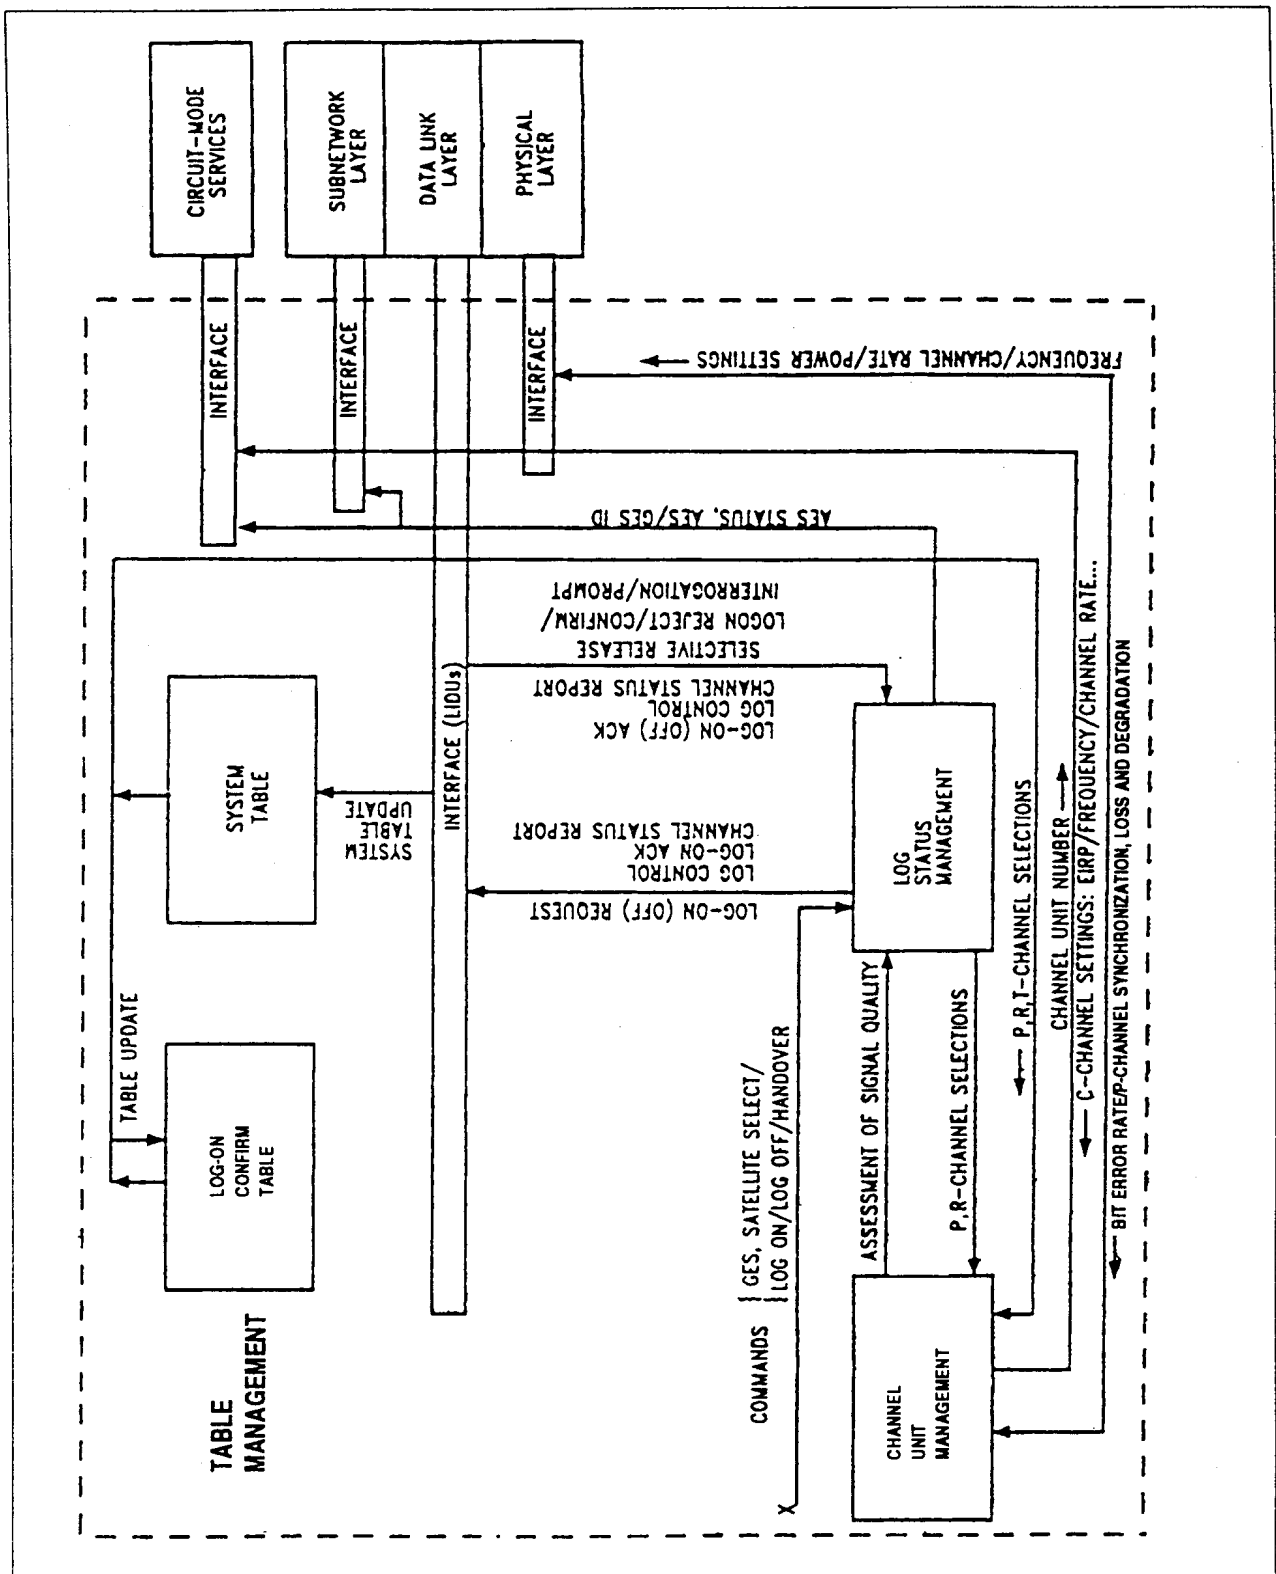 TABLE
MANAGEMENT
LOG-ON
CONFIRM
TABLE
TABLE UPDATE
SYSTEM
TABLE
CIRCUIT-MODE
SERVICES
INTERFACE
SUBNETWORK
LAYER
INTERFACE
DATA LINK
LAYER
INTERFACE (LIDUs)
PHYSICAL
LAYER
INTERFACE
SYSTEM
TABLE
UPDATE
LOG-ON (OFF) REQUEST
LOG CONTROL
LOG-ON ACK
CHANNEL STATUS REPORT
LOG-ON (OFF) ACK
LOG CONTROL
CHANNEL STATUS REPORT
SELECTIVE RELEASE
LOGON REJECT/CONFIRM/
INTERROGATION/PROMPT
AES STATUS, AES/GES ID
FREQUENCY/CHANNEL RATE/POWER SETTINGS
COMMANDS
GES, SATELLITE SELECT/
LOG ON/LOG OFF/HANDOVER
X
CHANNEL
UNIT
MANAGEMENT
ASSESSMENT OF SIGNAL QUALITY
P,R-CHANNEL SELECTIONS
LOG
STATUS
MANAGEMENT
P,R,T-CHANNEL SELECTIONS
CHANNEL UNIT NUMBER
C-CHANNEL SETTINGS: EIRP/FREQUENCY/CHANNEL RATE...
BIT ERROR RATE/P-CHANNEL SYNCHRONIZATION, LOSS AND DEGRADATION